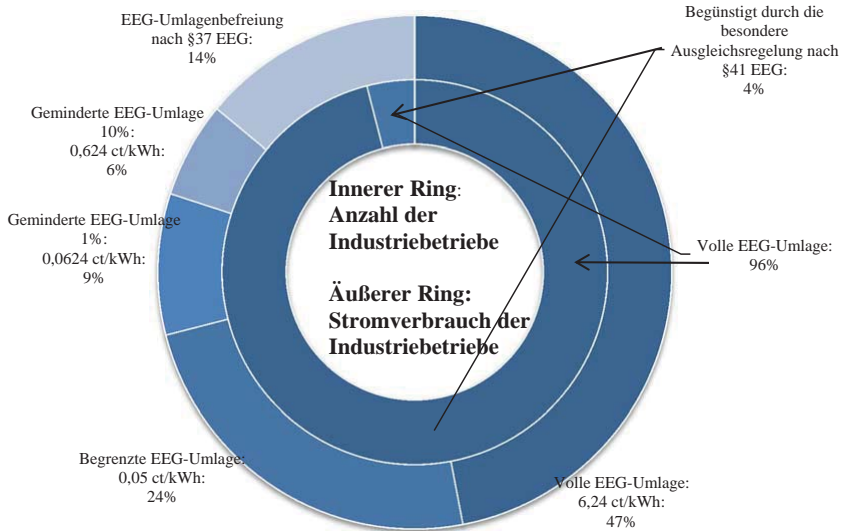 EEG-Umlagenbefreiung
nach §37 EEG:
14%
Begünstigt durch die
besondere
Ausgleichsregelung nach
§41 EEG:
4%
Geminderte EEG-Umlage
10%:
0,624 ct/kWh:
6%
Geminderte EEG-Umlage
1%:
0,0624 ct/kWh:
9%
Innerer Ring:
Anzahl der
Industriebetriebe
Äußerer Ring:
Stromverbrauch der
Industriebetriebe
Volle EEG-Umlage:
96%
Begrenzte EEG-Umlage:
0,05 ct/kWh:
24%
Volle EEG-Umlage:
6,24 ct/kWh:
47%